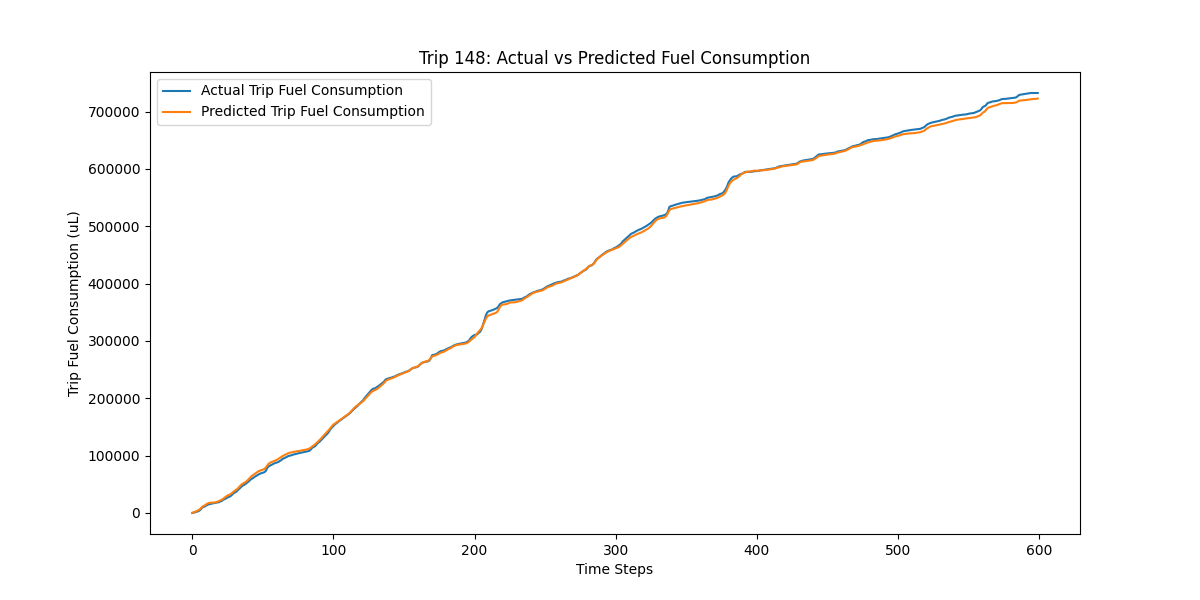 Trip 148: Actual vs Predicted Fuel Consumption
Actual Trip Fuel Consumption
Predicted Trip Fuel Consumption
Trip Fuel Consumption (uL)
700000
600000
500000
400000
300000
200000
100000
0
0 100 200 300 400 500 600
Time Steps